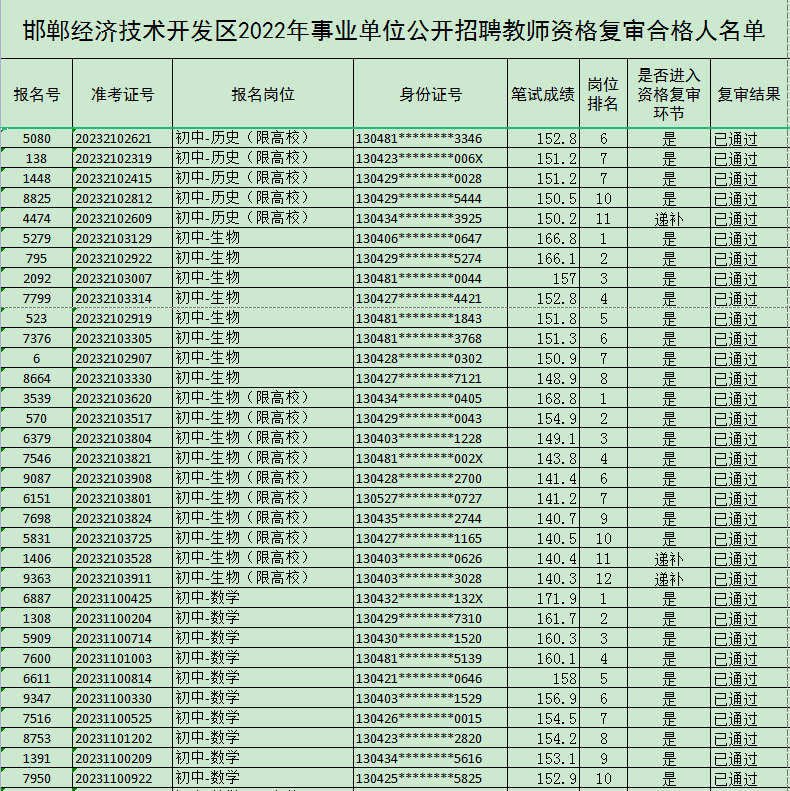 邯郸经济技术开发区2022年事业单位公开招聘教师资格复审合格人名单
报名号 准考证号 报名岗位 身份证号 笔试成绩 岗位排名 是否进入资格复审环节 复审结果
5080 20232102621 初中-历史（限高校） 130481********3346 152.8 6 是 已通过
138 20232102319 初中-历史（限高校） 130423********006X 151.2 7 是 已通过
1448 20232102415 初中-历史（限高校） 130429********0028 151.2 7 是 已通过
8825 20232102812 初中-历史（限高校） 130429********5444 150.5 10 是 已通过
4474 20232102609 初中-历史（限高校） 130434********3925 150.2 11 递补 已通过
5279 20232103129 初中-生物 130406********0647 166.8 1 是 已通过
795 20232102922 初中-生物 130429********5274 166.1 2 是 已通过
2092 20232103007 初中-生物 130481********0044 157 3 是 已通过
7799 20232103314 初中-生物 130427********4421 152.8 4 是 已通过
523 20232102919 初中-生物 130481********1843 151.8 5 是 已通过
7376 20232103305 初中-生物 130481********3768 151.3 6 是 已通过
6 20232102907 初中-生物 130428********0302 150.9 7 是 已通过
8664 20232103330 初中-生物 130427********7121 148.9 8 是 已通过
3539 20232103620 初中-生物（限高校） 130434********0405 168.8 1 是 已通过
570 20232103517 初中-生物（限高校） 130429********0043 154.9 2 是 已通过
6379 20232103804 初中-生物（限高校） 130403********1228 149.1 3 是 已通过
7546 20232103821 初中-生物（限高校） 130481********002X 143.8 4 是 已通过
9087 20232103908 初中-生物（限高校） 130428********2700 141.4 6 是 已通过
6151 20232103801 初中-生物（限高校） 130527********0727 141.2 7 是 已通过
7698 20232103824 初中-生物（限高校） 130435********2744 140.7 9 是 已通过
5831 20232103725 初中-生物（限高校） 130427********1165 140.5 10 是 已通过
1406 20232103528 初中-生物（限高校） 130403********0626 140.4 11 递补 已通过
9363 20232103911 初中-生物（限高校） 130403********3028 140.3 12 递补 已通过
6887 20231100425 初中-数学 130432********132X 171.9 1 是 已通过
1308 20231100204 初中-数学 130429********7310 161.7 2 是 已通过
5909 20231100714 初中-数学 130430********1520 160.3 3 是 已通过
7600 20231101003 初中-数学 130481********5139 160.1 4 是 已通过
6611 20231100814 初中-数学 130421********0646 158 5 是 已通过
9347 20231100330 初中-数学 130403********1529 156.9 6 是 已通过
7516 20231100525 初中-数学 130426********0015 154.5 7 是 已通过
8753 20231101202 初中-数学 130423********2820 154.2 8 是 已通过
1391 20231100209 初中-数学 130434********5616 153.1 9 是 已通过
7950 20231100922 初中-数学 130425********5825 152.9 10 是 已通过